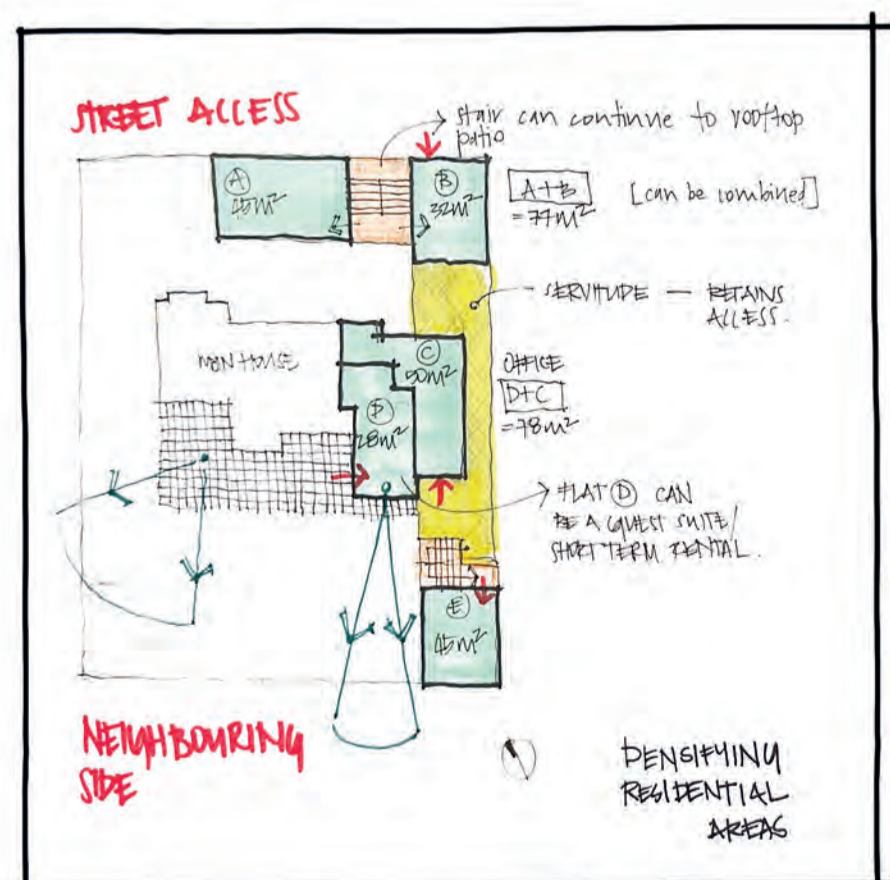 STREET ACCESS
stair can continue to rooftop
patio
A
45m²
B
32m²
A+B
=77m²
[can be combined]
SERVITUDE — RETAINS
ACCESS.
MAIN HOUSE
C
50m²
OFFICE
D+C
=78m²
D
28m²
FLAT D CAN
BE A GUEST SUITE/
SHORT TERM RENTAL.
E
45m²
NEIGHBOURING
SIDE
DENSIFYING
RESIDENTIAL
AREAS